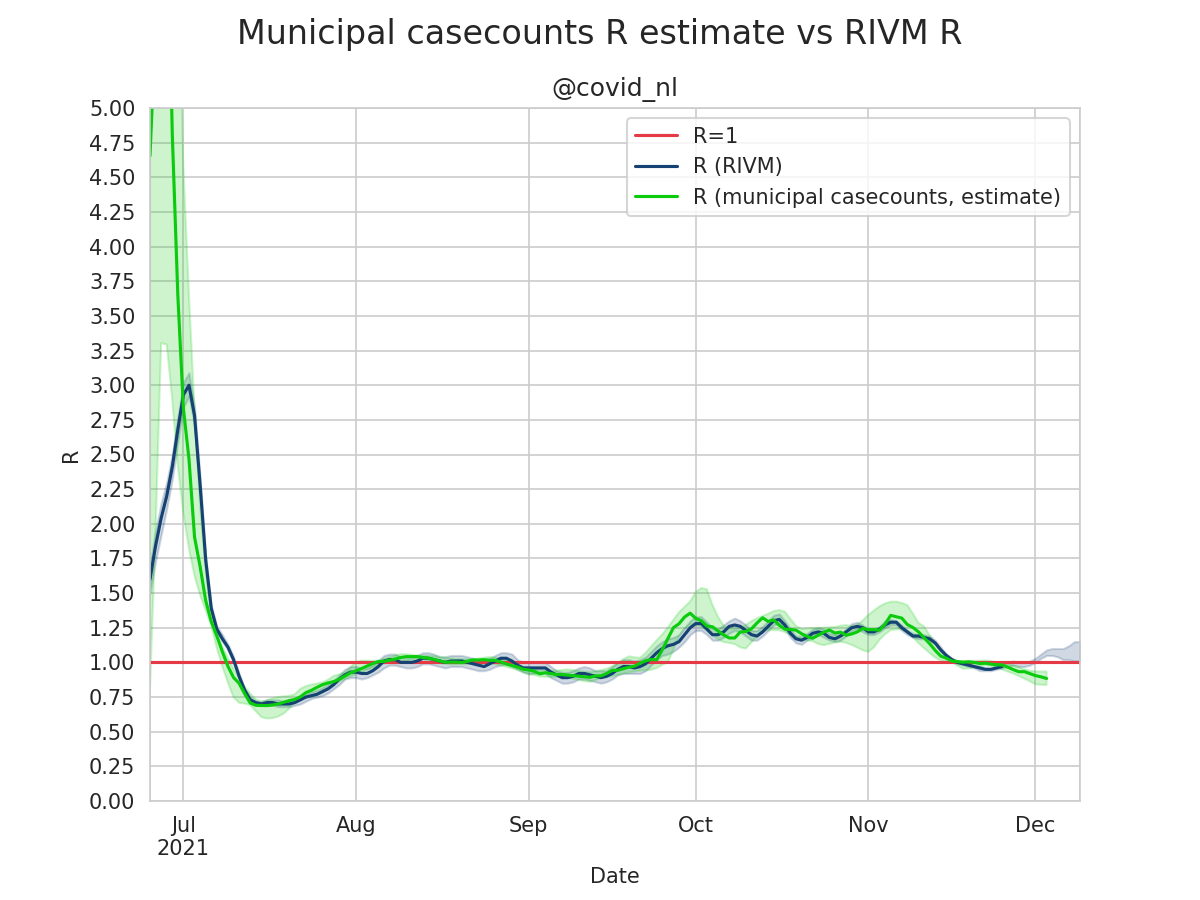 Municipal casecounts R estimate vs RIVM R
@covid_nl
R=1
R (RIVM)
R (municipal casecounts, estimate)
5.00
4.75
4.50
4.25
4.00
3.75
3.50
3.25
3.00
2.75
2.50
2.25
2.00
1.75
1.50
1.25
1.00
0.75
0.50
0.25
0.00
R
Jul Aug Sep Oct Nov Dec
2021
Date